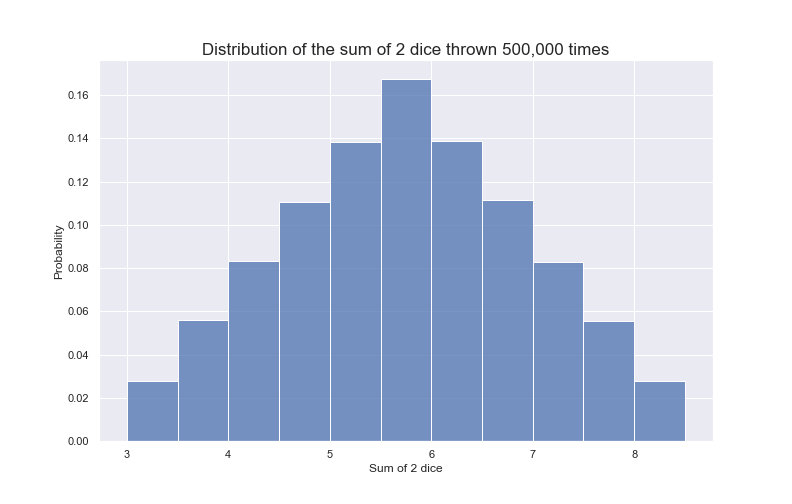 Distribution of the sum of 2 dice thrown 500,000 times
0.16
0.14
0.12
0.10
0.08
0.06
0.04
0.02
0.00
Probability
3 4 5 6 7 8
Sum of 2 dice